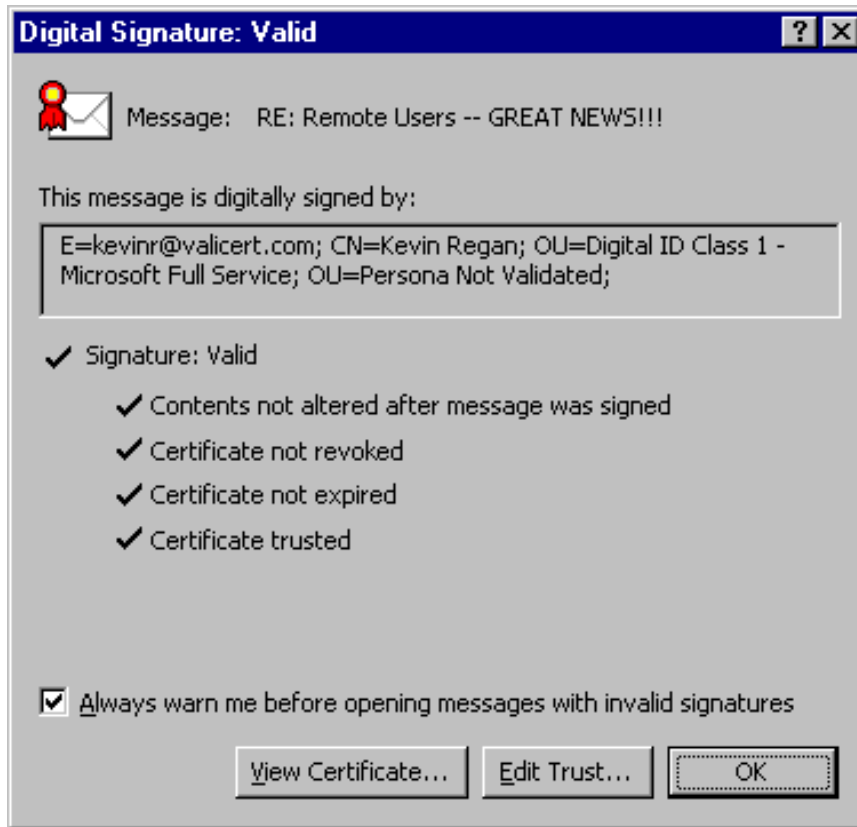 Digital Signature: Valid
Message: RE: Remote Users -- GREAT NEWS!!!
This message is digitally signed by:
E=kevinr@valicert.com; CN=Kevin Regan; OU=Digital ID Class 1 -
Microsoft Full Service; OU=Persona Not Validated;
Signature: Valid
Contents not altered after message was signed
Certificate not revoked
Certificate not expired
Certificate trusted
Always warn me before opening messages with invalid signatures
View Certificate... Edit Trust... OK